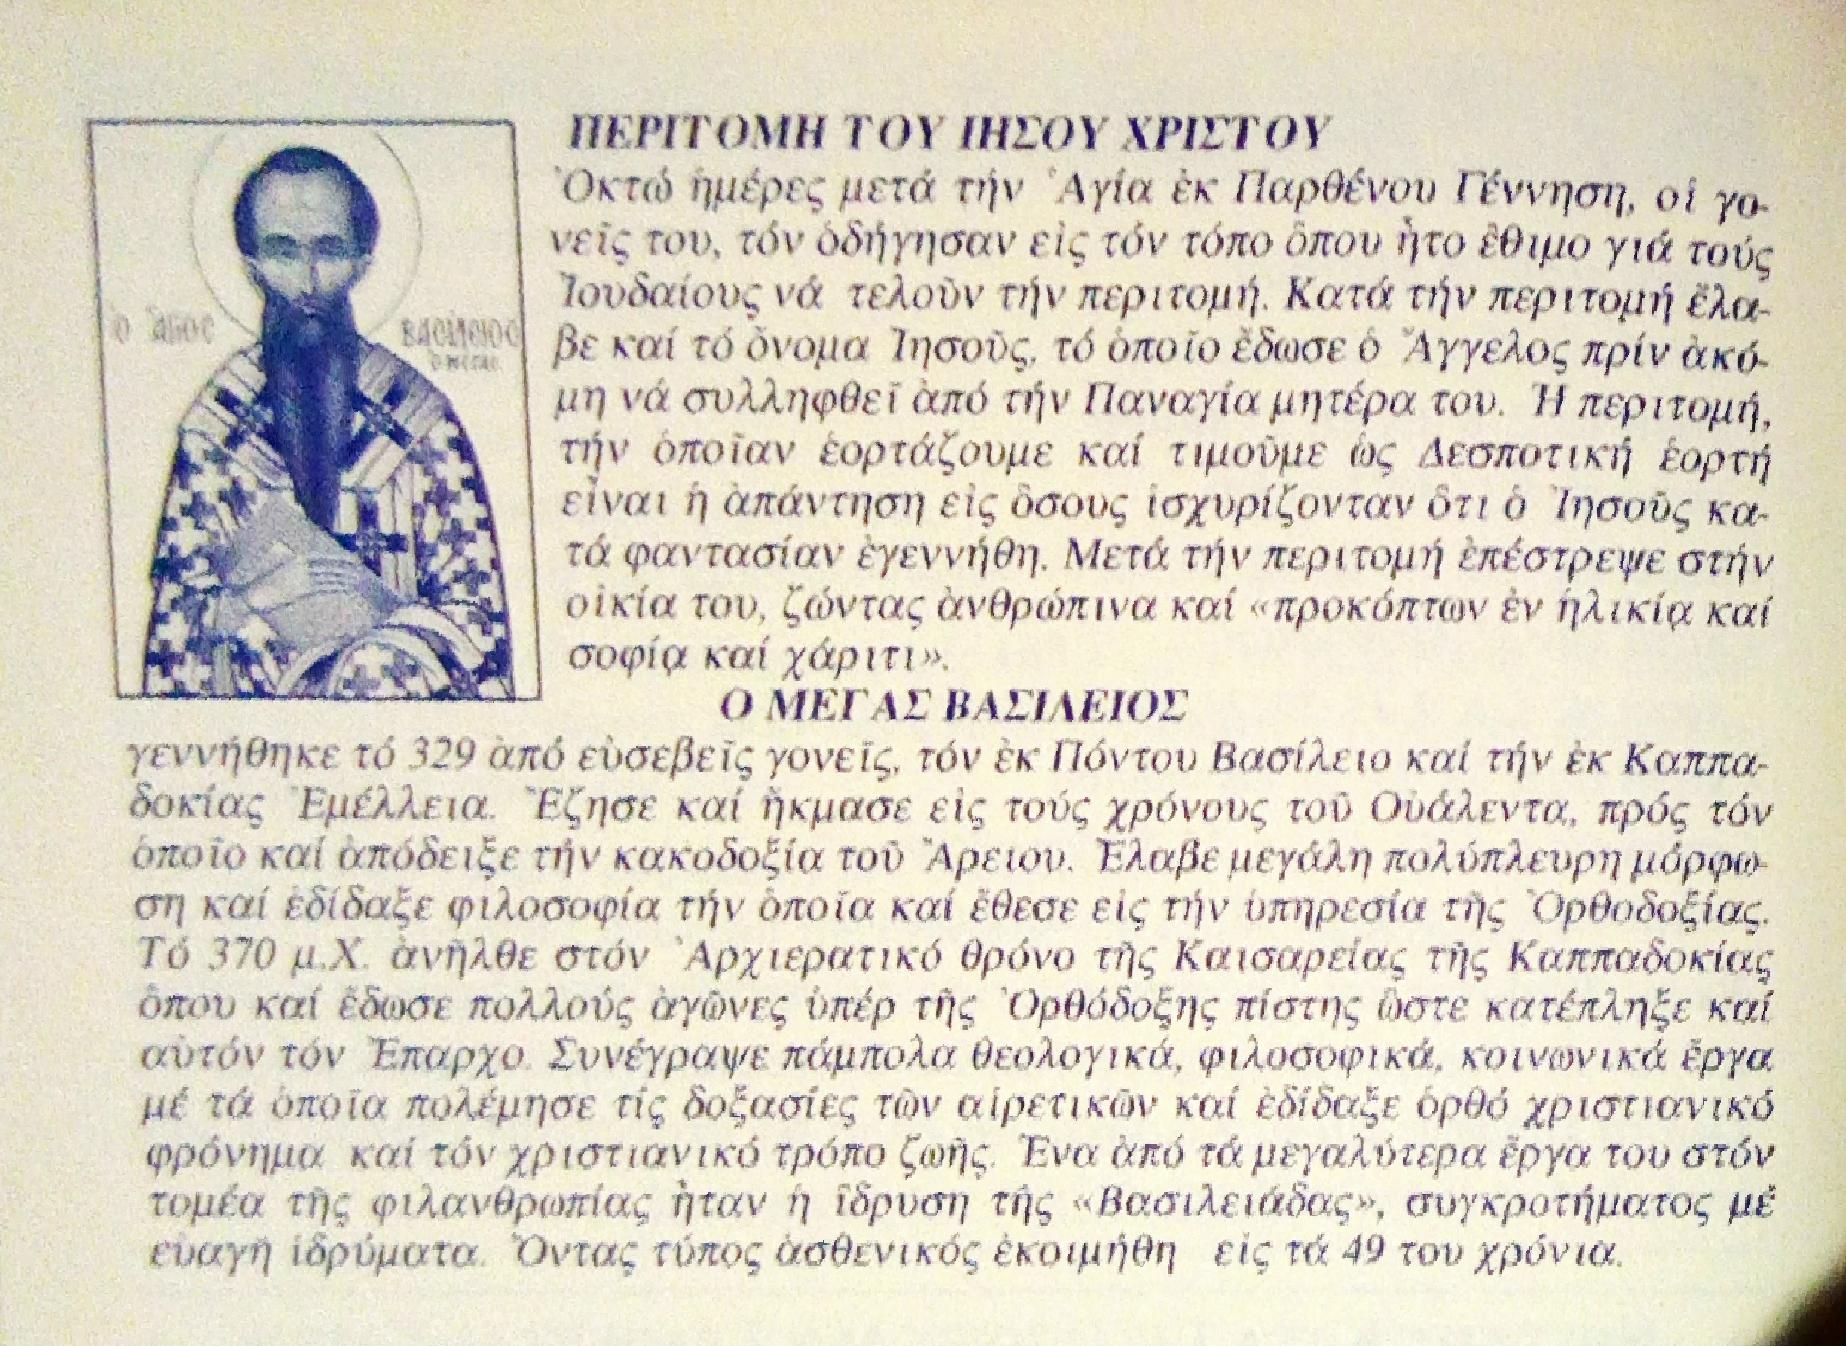 ΠΕΡΙΤΟΜΗ ΤΟΥ ΙΗΣΟΥ ΧΡΙΣΤΟΥ
Ὀκτώ ἡμέρες μετά τήν Ἁγία ἐκ Παρθένου Γέννηση, οἱ γο-
νεῖς του, τόν ὁδήγησαν εἰς τόν τόπο ὅπου ἦτο ἔθιμο γιά τούς
Ἰουδαίους νά τελοῦν τήν περιτομή. Κατά τήν περιτομή ἔλα-
βε καί τό ὄνομα Ἰησοῦς, τό ὁποῖο ἔδωσε ὁ Ἄγγελος πρίν ἀκό-
μη νά συλληφθεῖ ἀπό τήν Παναγία μητέρα του. Ἡ περιτομή,
τήν ὁποῖαν ἑορτάζουμε καί τιμοῦμε ὡς Δεσποτική ἑορτή
εἶναι ἡ ἀπάντηση εἰς ὅσους ἰσχυρίζονταν ὅτι ὁ Ἰησοῦς κα-
τά φαντασίαν ἐγεννήθη. Μετά τήν περιτομή ἐπέστρεψε στήν
οἰκία του, ζώντας ἀνθρώπινα καί «προκόπτων ἐν ἡλικίᾳ καί
σοφίᾳ καί χάριτι».
Ὁ ἍΓΙΟΣ ΒΑΣΙΛΕΙΟΣ
Ὁ ΜΕΓΑΣ
Ο ΜΕΓΑΣ ΒΑΣΙΛΕΙΟΣ
γεννήθηκε τό 329 ἀπό εὐσεβεῖς γονεῖς, τόν ἐκ Πόντου Βασίλειο καί τήν ἐκ Καππα-
δοκίας Ἐμέλλεια. Ἔζησε καί ἤκμασε εἰς τούς χρόνους τοῦ Οὐάλεντα, πρός τόν
ὁποῖο καί ἀπόδειξε τήν κακοδοξία τοῦ Ἄρειου. Ἔλαβε μεγάλη πολύπλευρη μόρφω-
ση καί ἐδίδαξε φιλοσοφία τήν ὁποῖα καί ἔθεσε εἰς τήν ὑπηρεσία τῆς Ὀρθοδοξίας.
Τό 370 μ.Χ. ἀνῆλθε στόν Ἀρχιερατικό θρόνο τῆς Καισαρείας τῆς Καππαδοκίας
ὅπου καί ἔδωσε πολλούς ἀγῶνες ὑπέρ τῆς Ὀρθόδοξης πίστης ὥστε κατέπληξε καί
αὐτόν τόν Ἔπαρχο. Συνέγραψε πάμπολα θεολογικά, φιλοσοφικά, κοινωνικά ἔργα
μέ τά ὁποῖα πολέμησε τίς δοξασίες τῶν αἱρετικῶν καί ἐδίδαξε ὀρθό χριστιανικό
φρόνημα καί τόν χριστιανικό τρόπο ζωῆς. Ἕνα ἀπό τά μεγαλύτερα ἔργα του στόν
τομέα τῆς φιλανθρωπίας ἦταν ἡ ἵδρυση τῆς «Βασιλειάδας», συγκροτήματος μέ
εὐαγῆ ἱδρύματα. Ὄντας τύπος ἀσθενικός ἐκοιμήθη εἰς τά 49 του χρόνια.